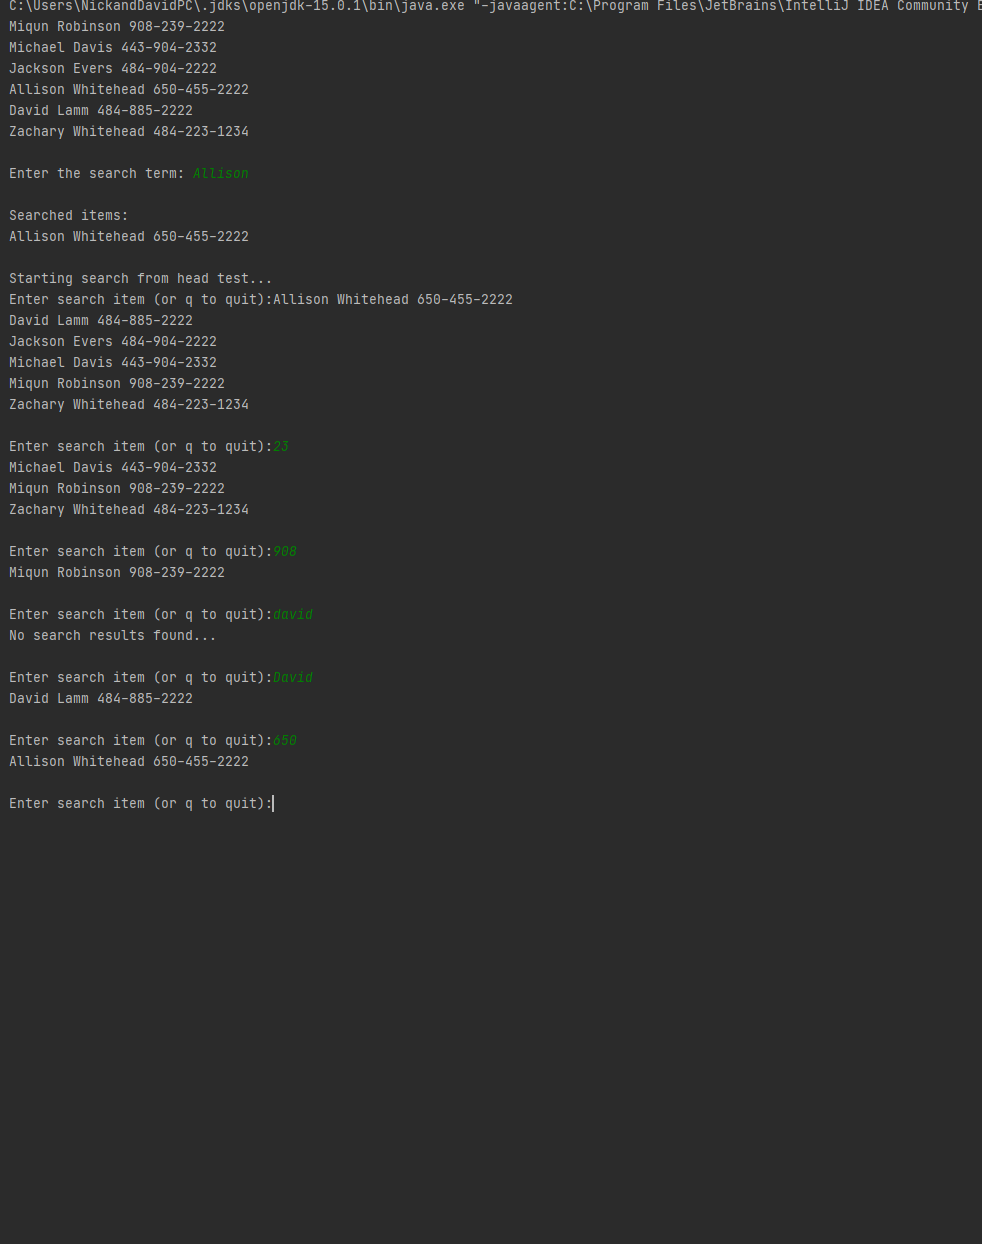 C:\Users\NickandDavidPC\.jdks\openjdk-15.0.1\bin\java.exe "-javaagent:C:\Program Files\JetBrains\IntelliJ IDEA Community
Miqun Robinson 908-239-2222
Michael Davis 443-904-2332
Jackson Evers 484-904-2222
Allison Whitehead 650-455-2222
David Lamm 484-885-2222
Zachary Whitehead 484-223-1234
Enter the search term: Allison
Searched items:
Allison Whitehead 650-455-2222
Starting search from head test...
Enter search item (or q to quit):Allison Whitehead 650-455-2222
David Lamm 484-885-2222
Jackson Evers 484-904-2222
Michael Davis 443-904-2332
Miqun Robinson 908-239-2222
Zachary Whitehead 484-223-1234
Enter search item (or q to quit):23
Michael Davis 443-904-2332
Miqun Robinson 908-239-2222
Zachary Whitehead 484-223-1234
Enter search item (or q to quit):908
Miqun Robinson 908-239-2222
Enter search item (or q to quit):david
No search results found...
Enter search item (or q to quit):David
David Lamm 484-885-2222
Enter search item (or q to quit):650
Allison Whitehead 650-455-2222
Enter search item (or q to quit):